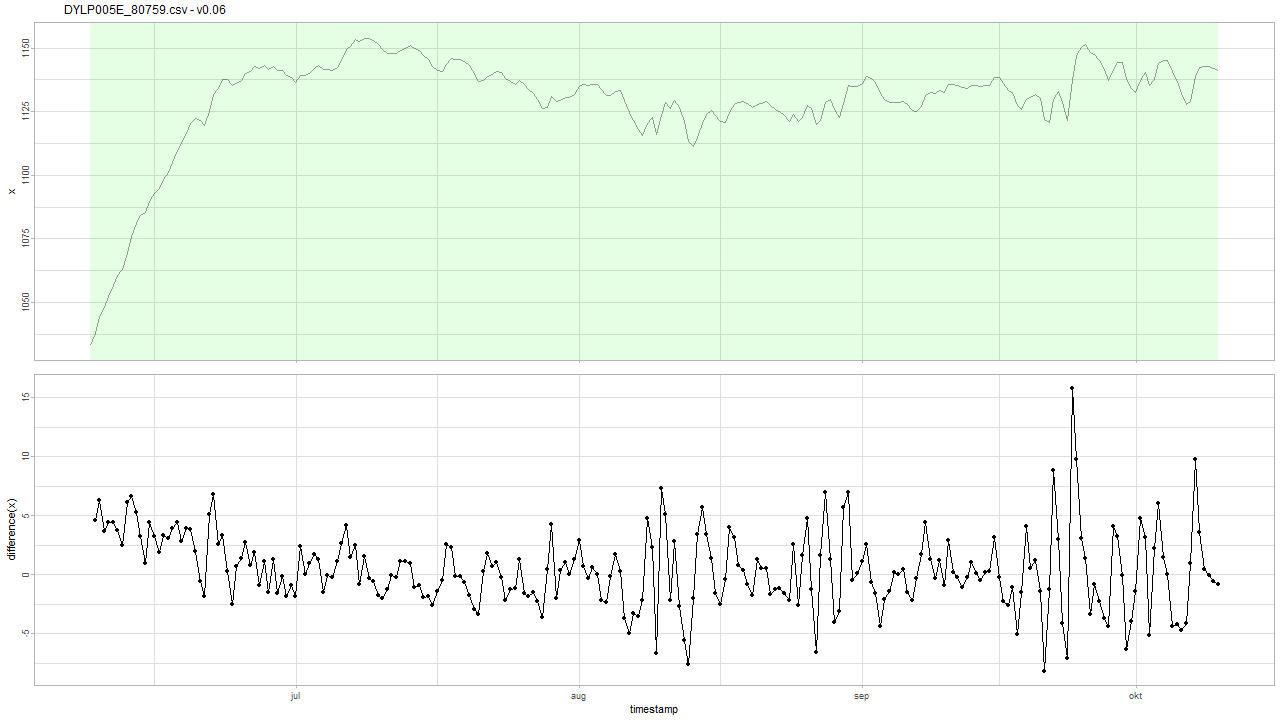 DYLP005E_80759.csv - v0.06
1150
1125
1100
1075
1050
x
15
10
5
0
-5
difference(x)
jul
aug
sep
okt
timestamp